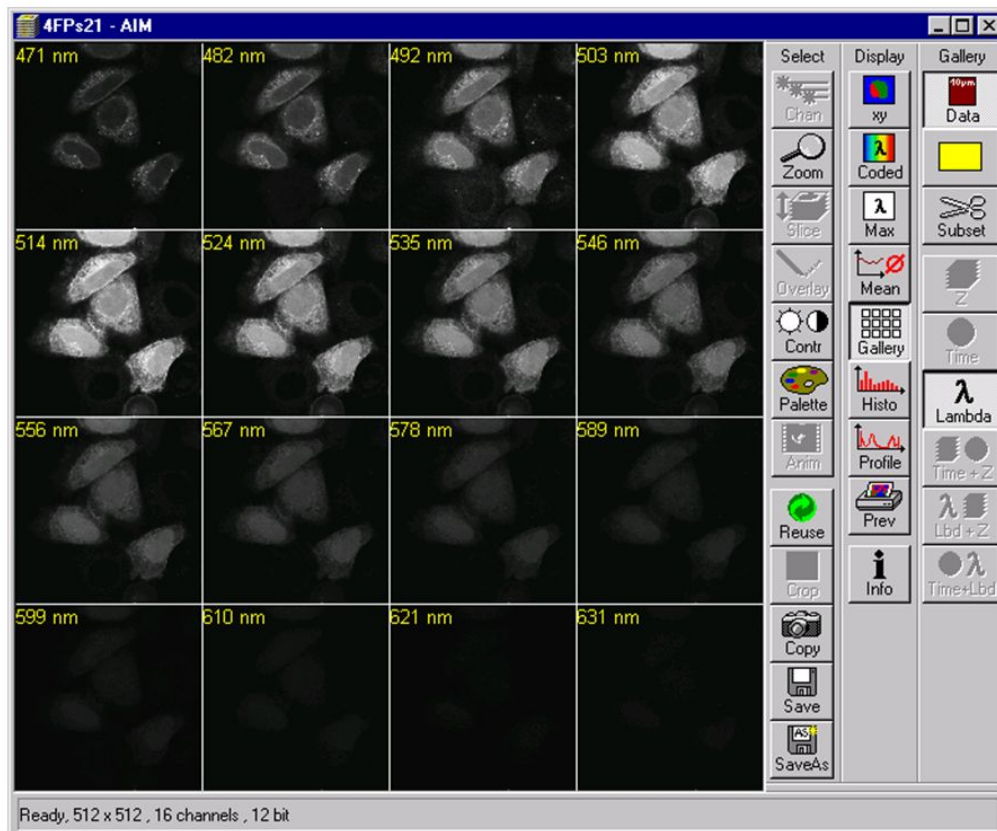 4FPs21 - AIM
471 nm 482 nm 492 nm 503 nm
514 nm 524 nm 535 nm 546 nm
556 nm 567 nm 578 nm 589 nm
599 nm 610 nm 621 nm 631 nm
Select
Chan
Zoom
Slice
Overlay
Contr
Palette
Anim
Reuse
Crop
Copy
Save
AS
SaveAs
Display
xy
λ
Coded
λ
Max
Mean
Gallery
Histo
Profile
Prev
i
Info
Gallery
10µm
Data
Subset
Z
Time
λ
Lambda
Time + Z
λ
Lbd + Z
λ
Time+Lbd
Ready, 512 x 512 , 16 channels , 12 bit